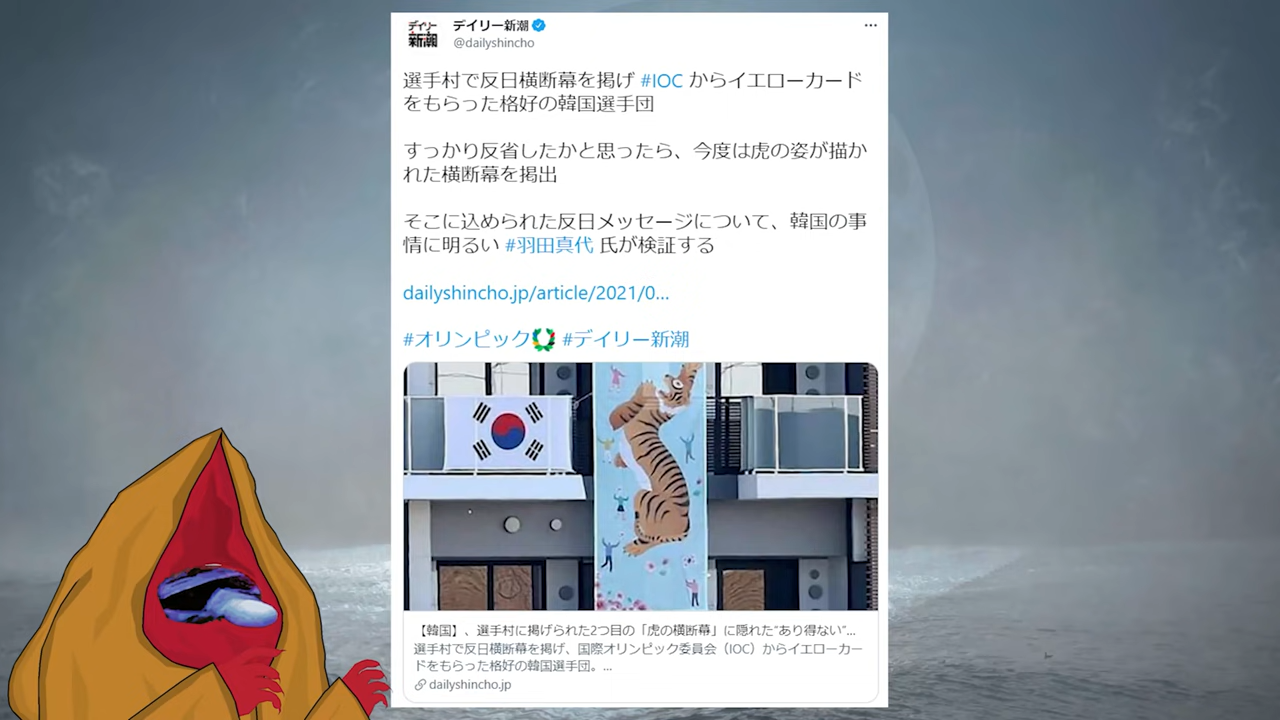 デイリー新潮
デイリー新潮
@dailyshincho
選手村で反日横断幕を掲げ #IOC からイエローカード
をもらった格好の韓国選手団
すっかり反省したかと思ったら、今度は虎の姿が描か
れた横断幕を掲出
そこに込められた反日メッセージについて、韓国の事
情に明るい #羽田真代 氏が検証する
dailyshincho.jp/article/2021/0...
#オリンピック #デイリー新潮
【韓国】、選手村に掲げられた2つ目の「虎の横断幕」に隠れた“あり得ない”...
選手村で反日横断幕を掲げ、国際オリンピック委員会（IOC）からイエローカー
ドをもらった格好の韓国選手団。...
dailyshincho.jp